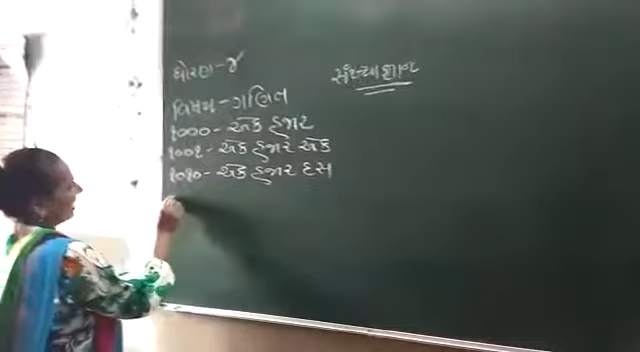 ધોરણ-૪
સંખ્યાજ્ઞાન
વિષય-ગણિત
૧૦૦૦-એક હજાર
૧૦૦૧-એક હજાર એક
૧૦૧૦-એક હજાર દસ